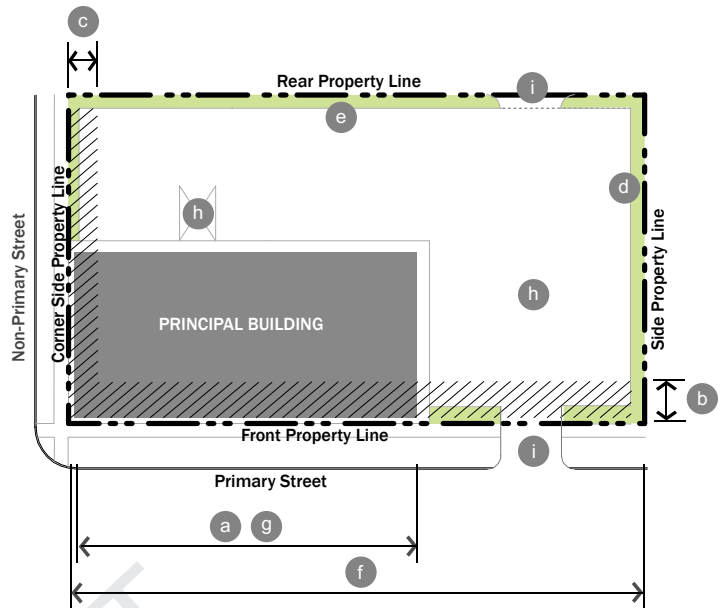 c
Rear Property Line
i
e
d
h
Non-Primary Street
Corner Side Property Line
Side Property Line
h
PRINCIPAL BUILDING
b
Front Property Line
i
Primary Street
a g
f